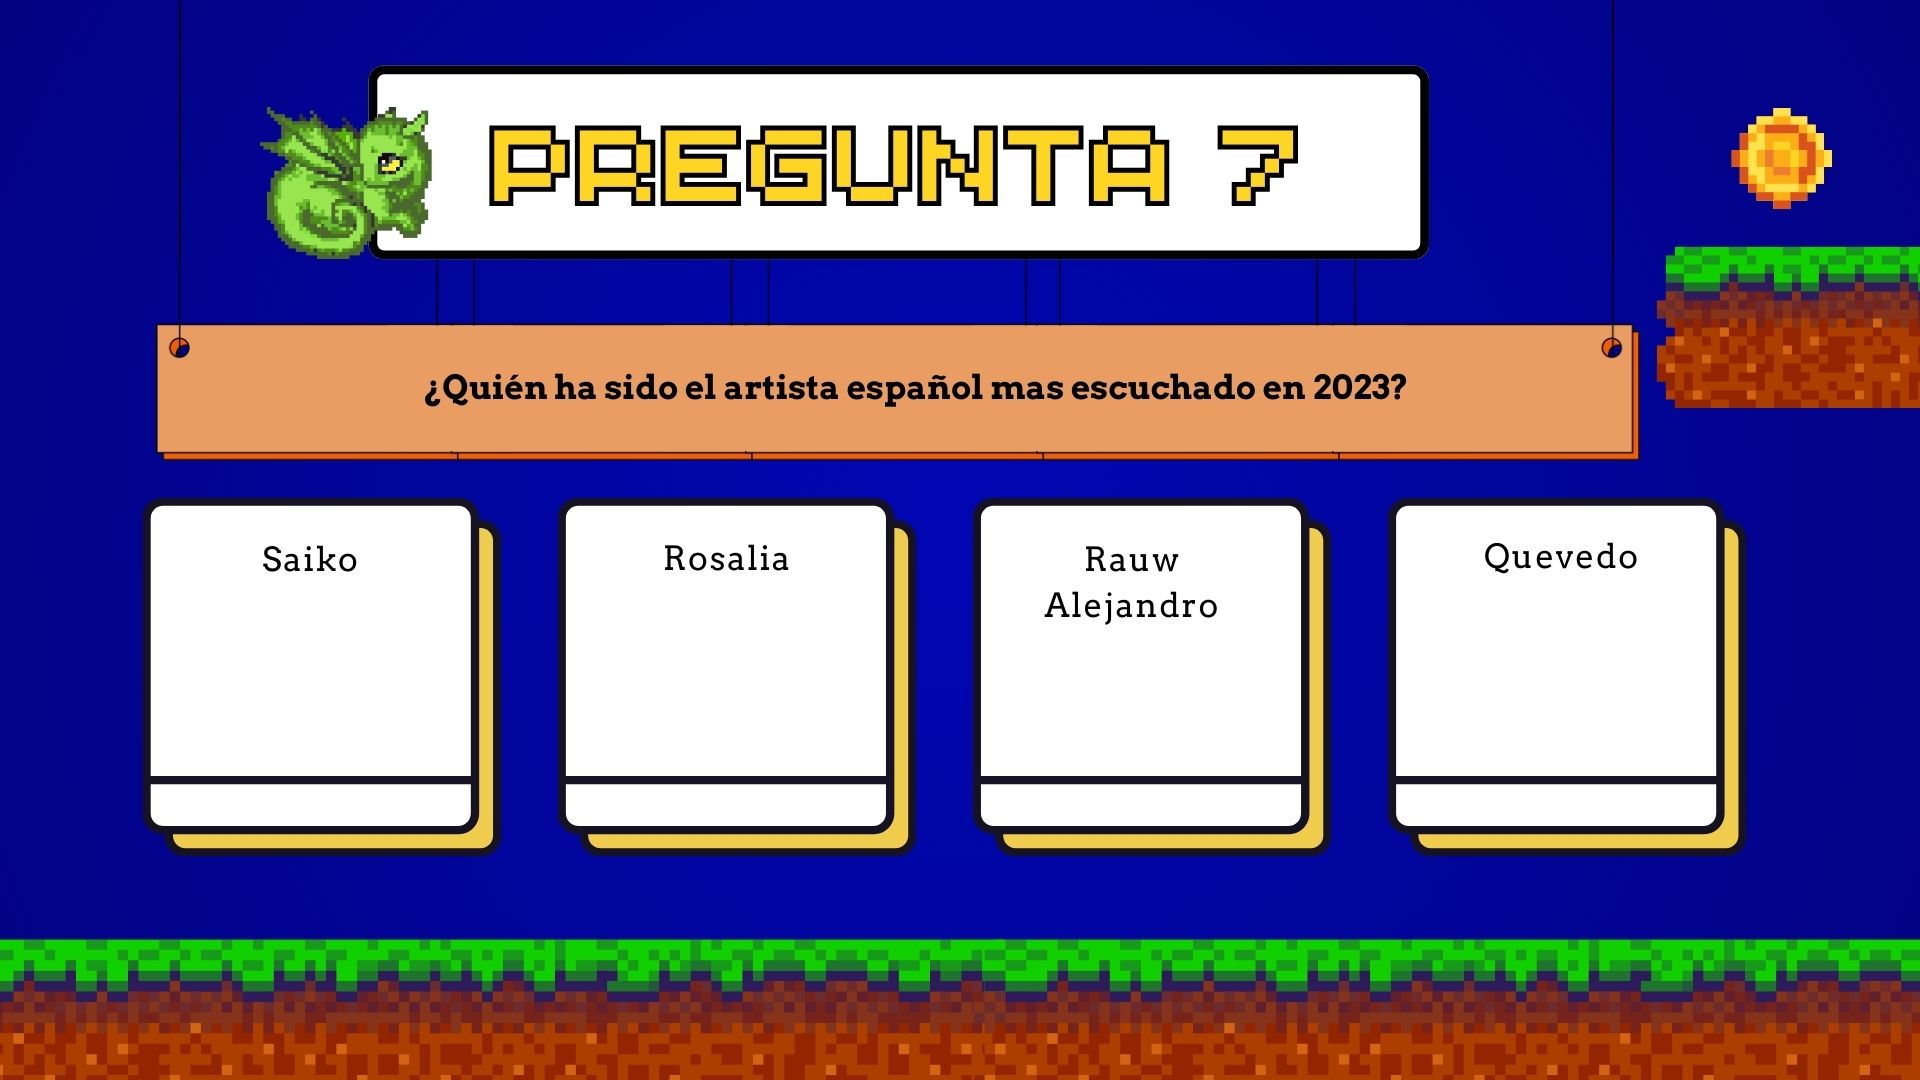 PREGUNTA 7
¿Quién ha sido el artista español mas escuchado en 2023?
Saiko
Rosalia
Rauw
Alejandro
Quevedo